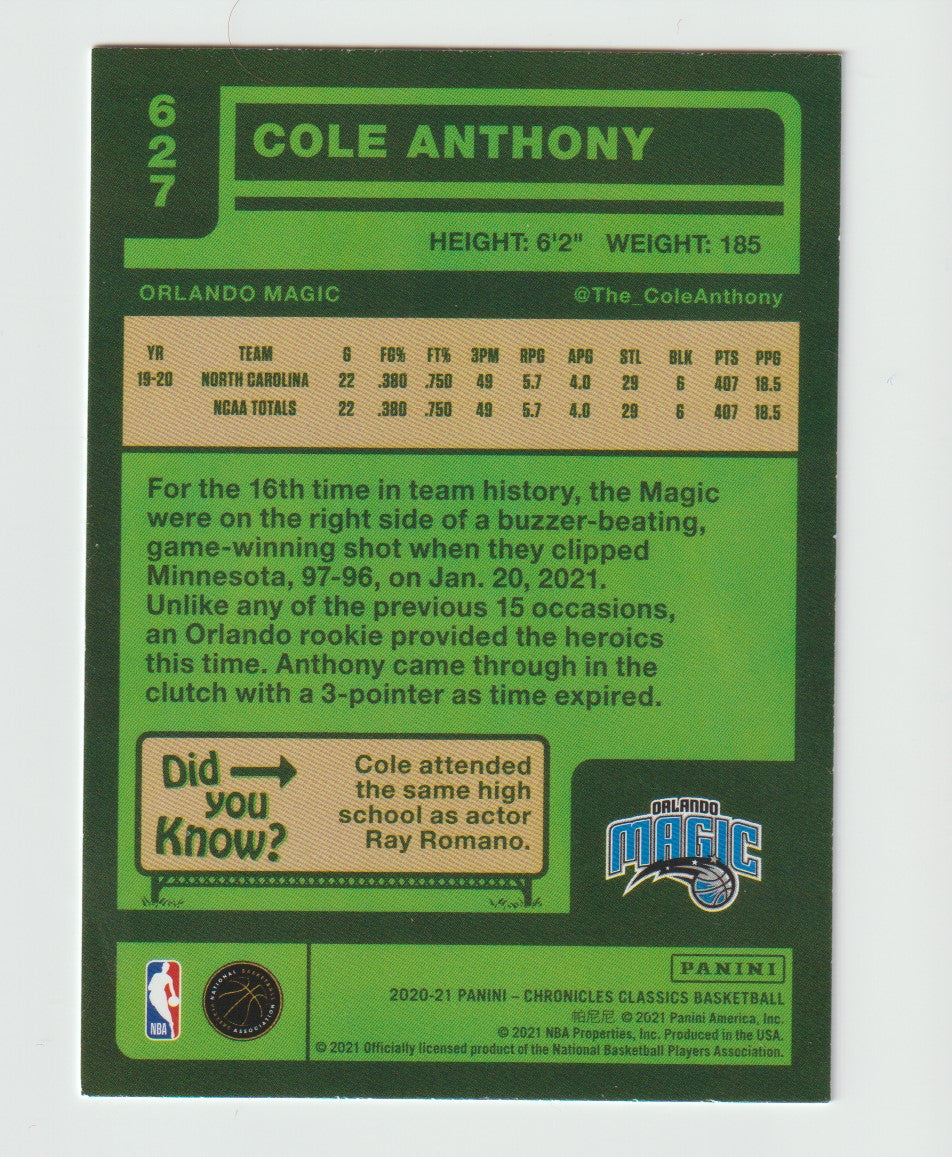 627
COLE ANTHONY
HEIGHT: 6'2" WEIGHT: 185
ORLANDO MAGIC @The_ColeAnthony
YR TEAM G FG% FT% 3PM RPG APG STL BLK PTS PPG
19-20 NORTH CAROLINA 22 .380 .750 49 5.7 4.0 29 6 407 18.5
NCAA TOTALS 22 .380 .750 49 5.7 4.0 29 6 407 18.5
For the 16th time in team history, the Magic
were on the right side of a buzzer-beating,
game-winning shot when they clipped
Minnesota, 97-96, on Jan. 20, 2021.
Unlike any of the previous 15 occasions,
an Orlando rookie provided the heroics
this time. Anthony came through in the
clutch with a 3-pointer as time expired.
Did
you
Know?
Cole attended
the same high
school as actor
Ray Romano.
ORLANDO
MAGIC
NBA
NATIONAL BASKETBALL ASSOCIATION
PANINI
2020-21 PANINI – CHRONICLES CLASSICS BASKETBALL
帕尼尼 © 2021 Panini America, Inc.
© 2021 NBA Properties, Inc. Produced in the USA.
© 2021 Officially licensed product of the National Basketball Players Association.